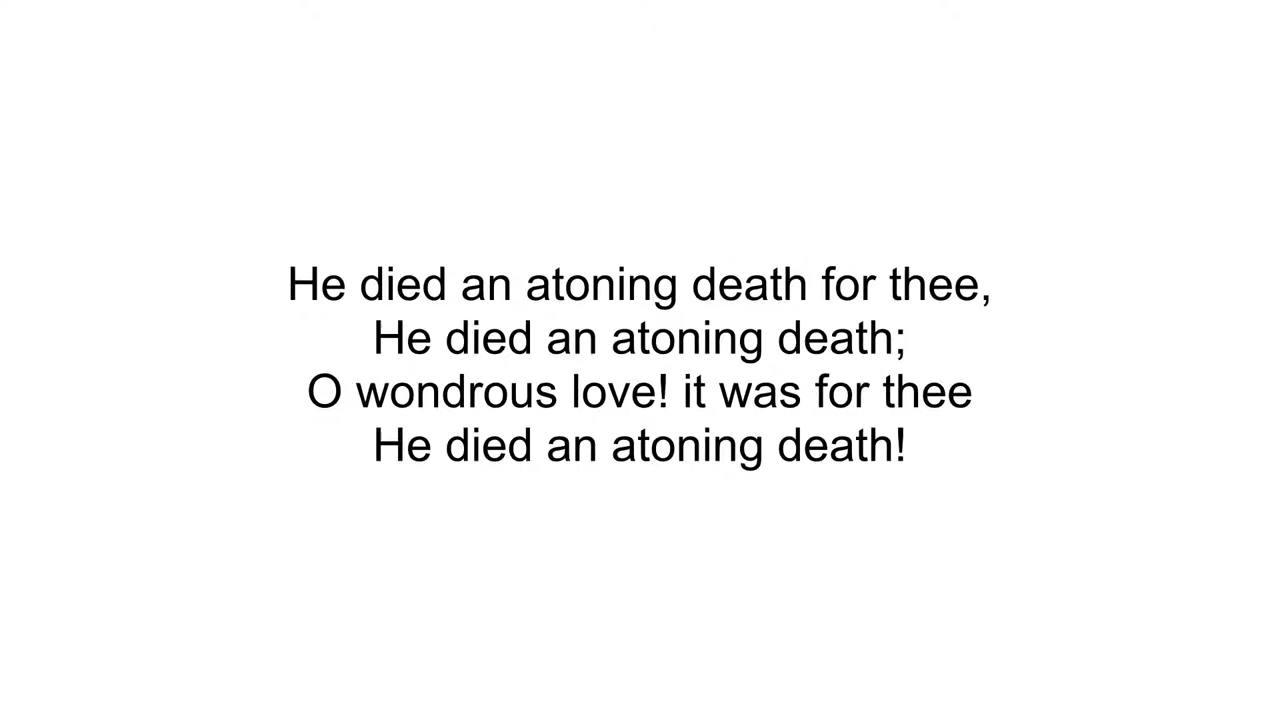 He died an atoning death for thee,
He died an atoning death;
O wondrous love! it was for thee
He died an atoning death!